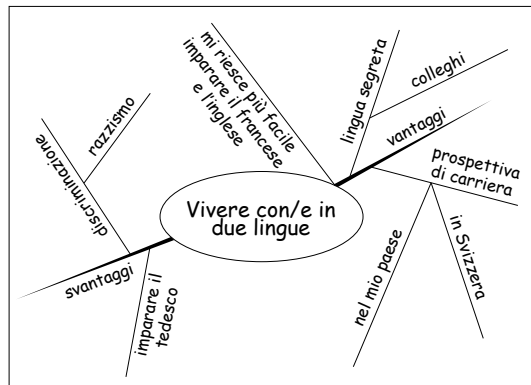 Vivere con/e in
due lingue
mi riesce più facile
imparare il francese
e l'inglese
lingua segreta
colleghi
vantaggi
prospettiva
di carriera
nel mio paese
in Svizzera
razzismo
discriminazione
svantaggi
imparare il
tedesco